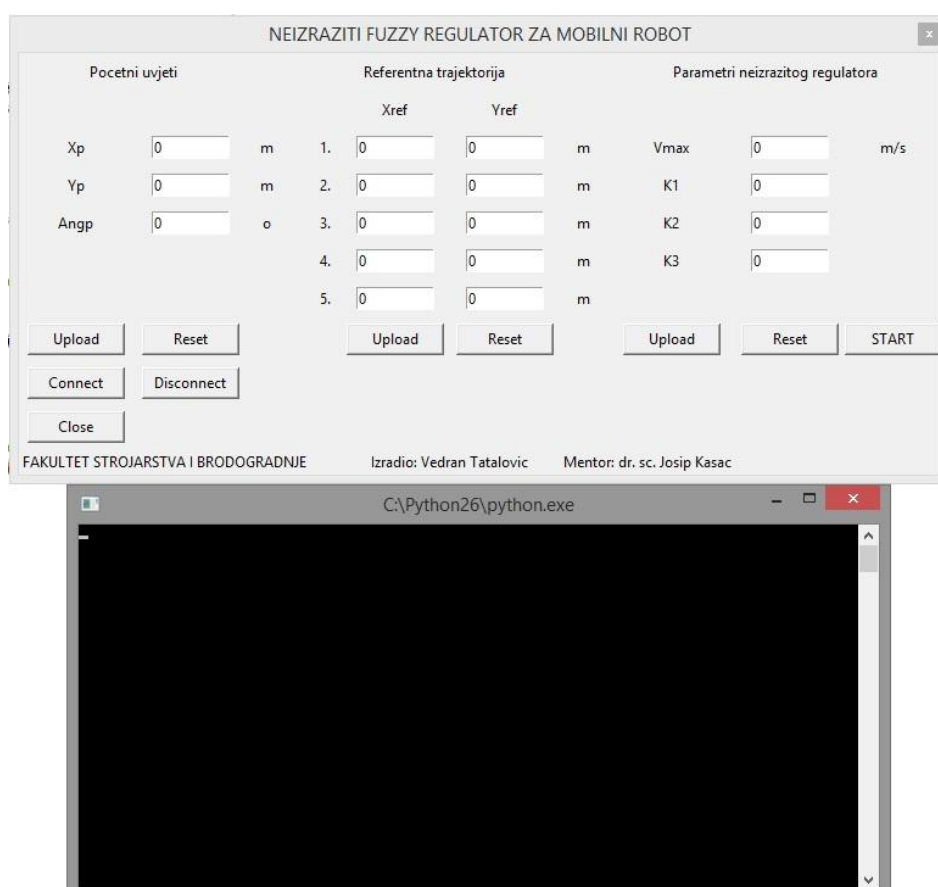 NEIZRAZITI FUZZY REGULATOR ZA MOBILNI ROBOT x
Pocetni uvjeti Referentna trajektorija Parametri neizrazitog regulatora
Xref Yref
Xp 0 m 1. 0 0 m Vmax 0 m/s
Yp 0 m 2. 0 0 m K1 0
Angp 0 o 3. 0 0 m K2 0
4. 0 0 m K3 0
5. 0 0 m
Upload Reset Upload Reset Upload Reset START
Connect Disconnect
Close
FAKULTET STROJARSTVA I BRODOGRADNJE Izradio: Vedran Tatalovic Mentor: dr. sc. Josip Kasac
C:\Python26\python.exe